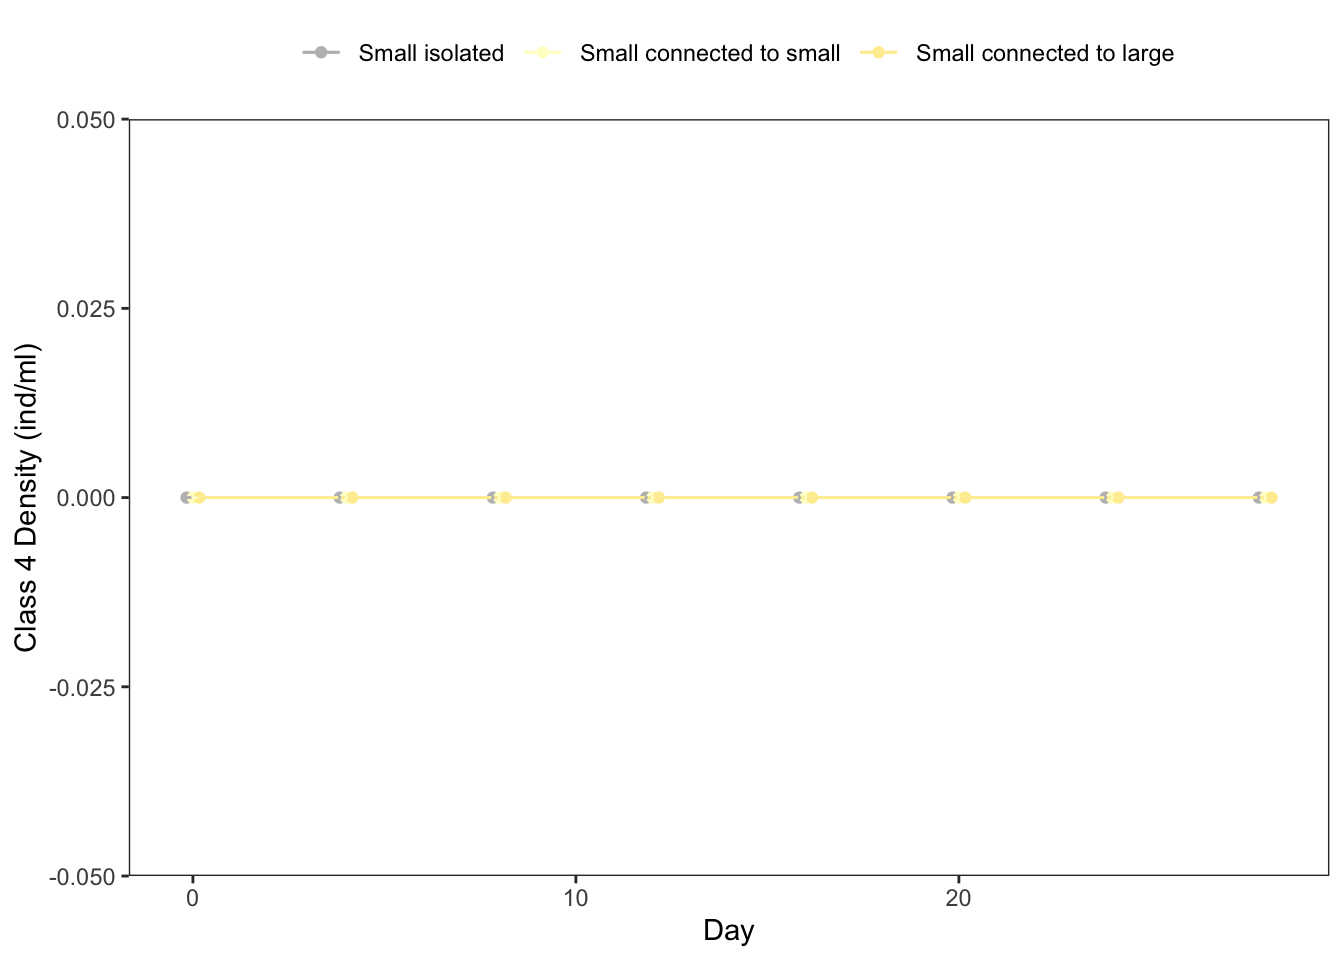 Small isolated Small connected to small Small connected to large
0.050
0.025
0.000
-0.025
-0.050
Class 4 Density (ind/ml)
0 10 20
Day